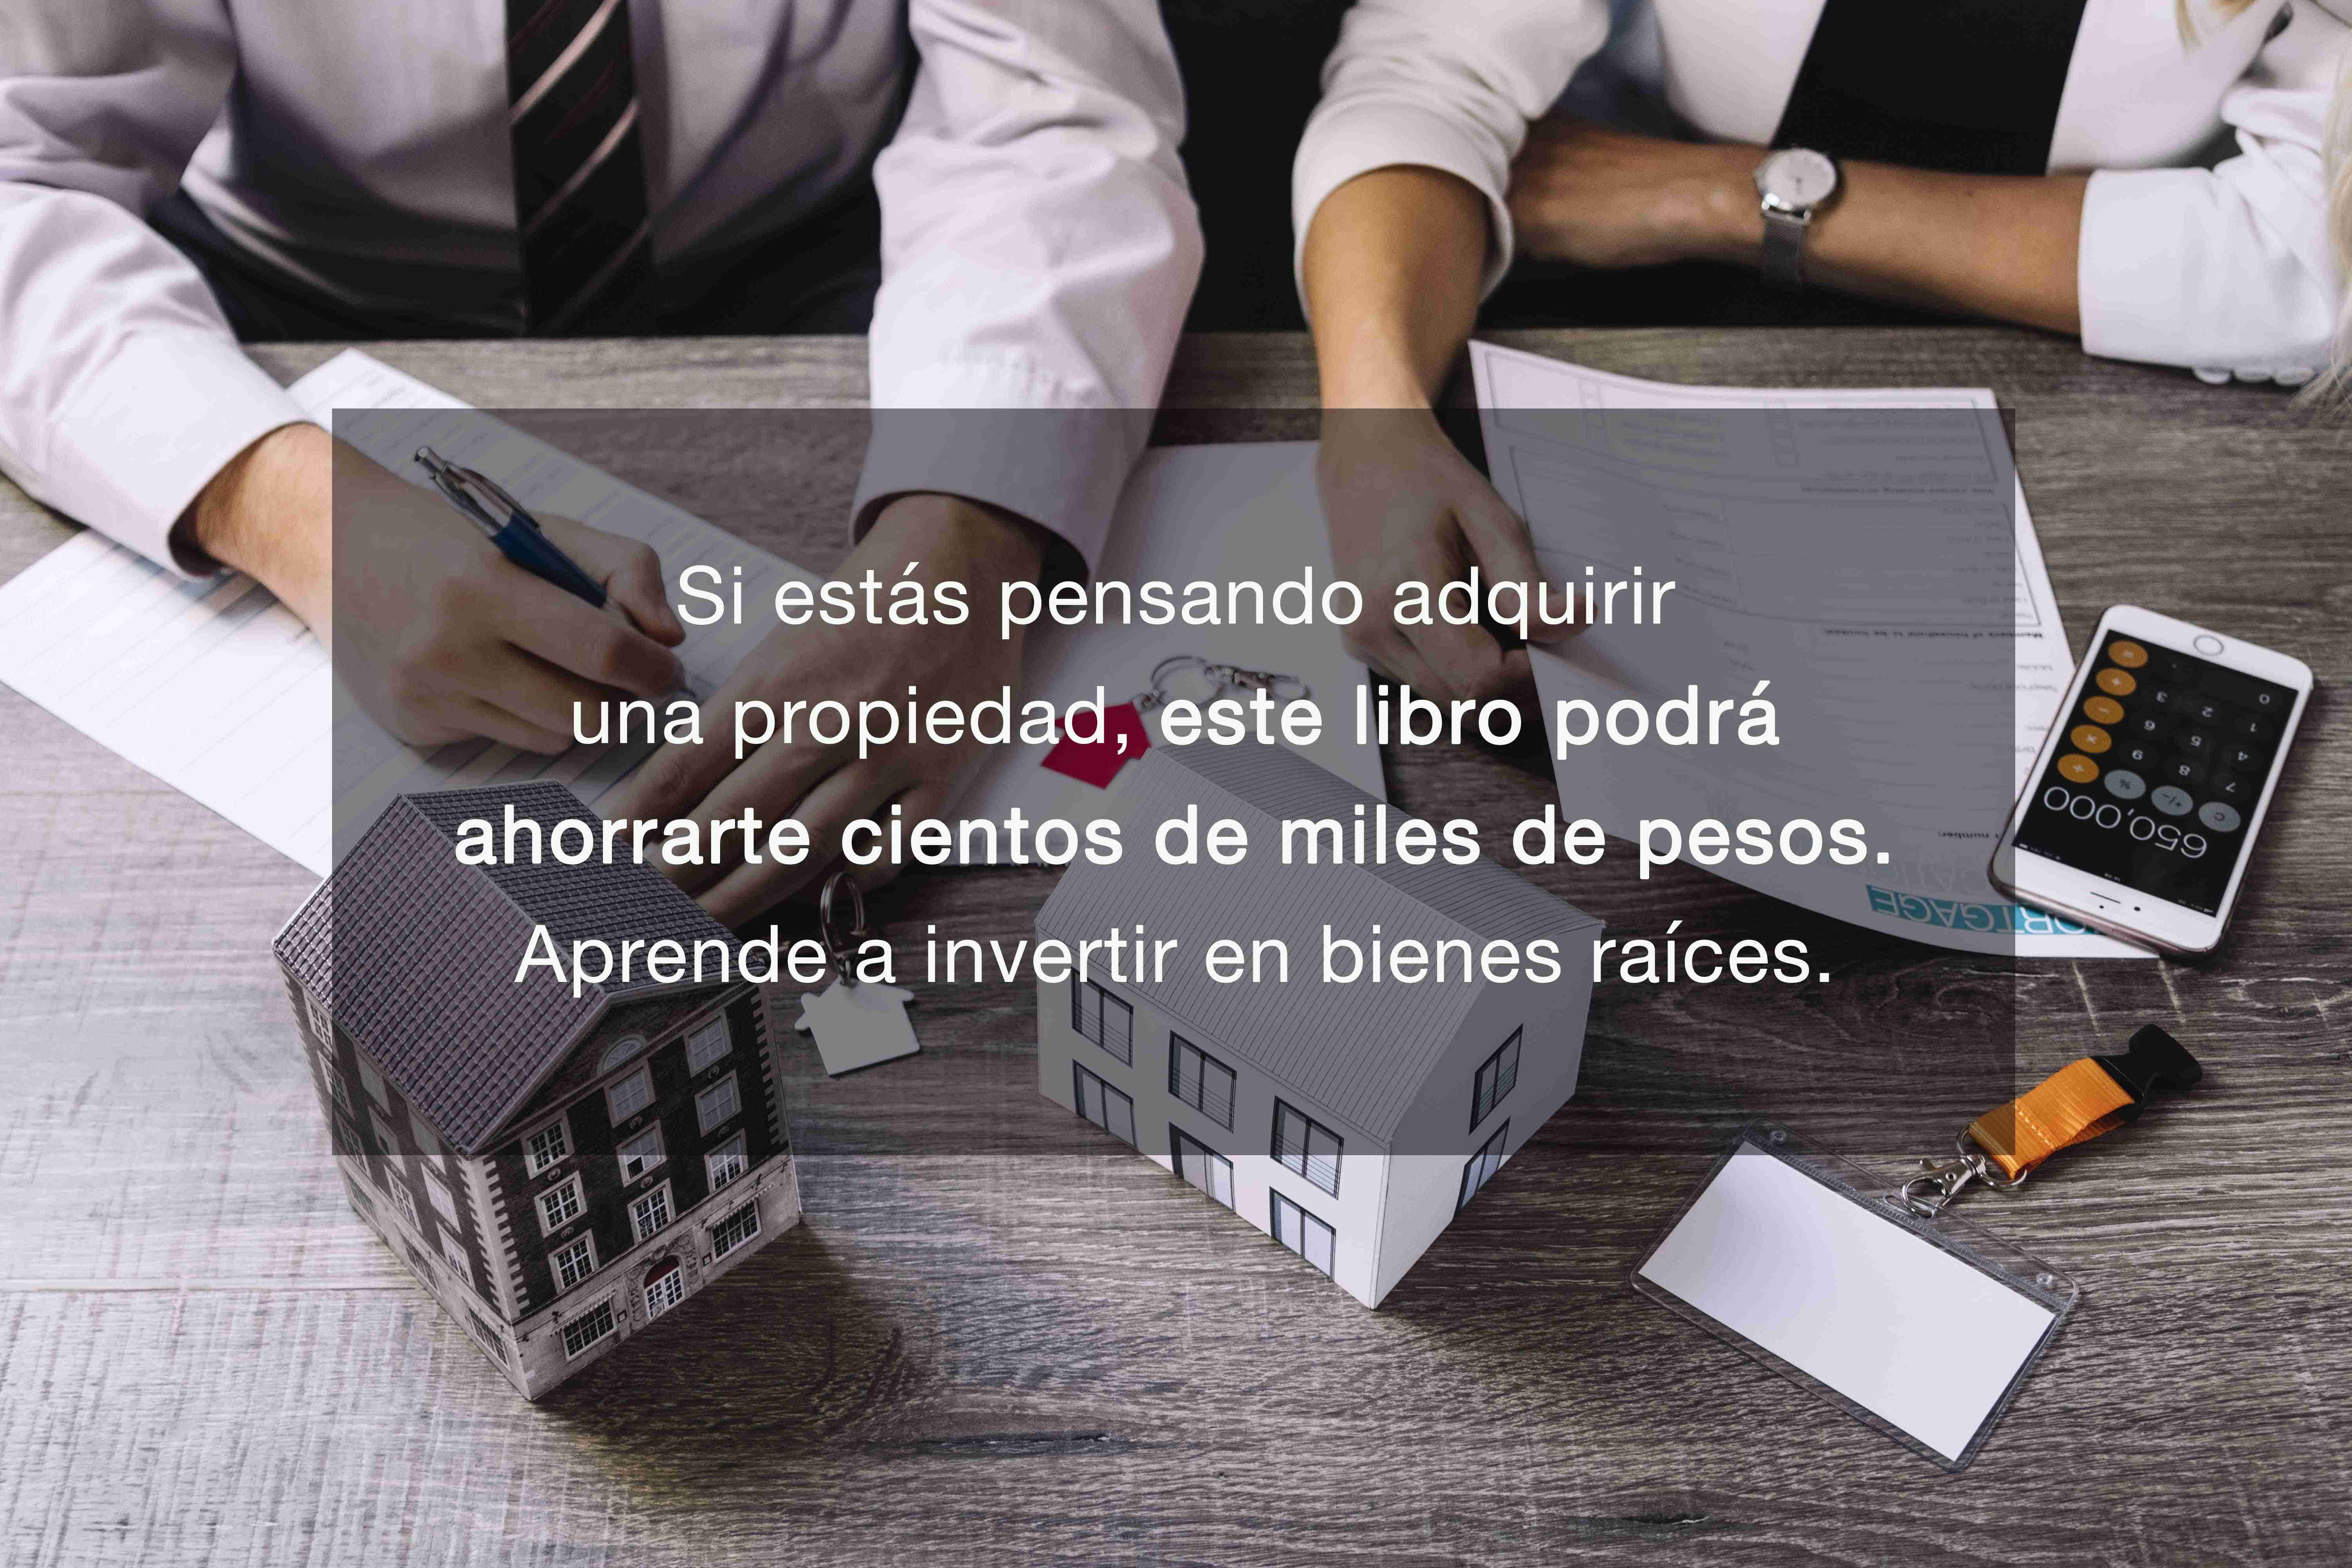 Si estás pensando adquirir
una propiedad, este libro podrá
ahorrarte cientos de miles de pesos.
Aprende a invertir en bienes raíces.
650,000